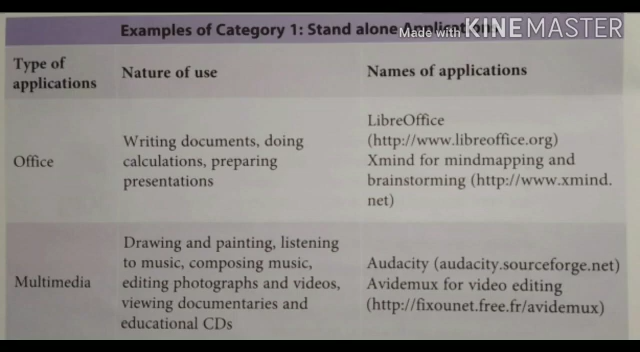 Examples of Category 1: Stand alone Applications
Made with KINEMASTER
Type of
applications
Nature of use
Names of applications
Office
Writing documents, doing
calculations, preparing
presentations
LibreOffice
(http://www.libreoffice.org)
Xmind for mindmapping and
brainstorming (http://www.xmind.
net)
Multimedia
Drawing and painting, listening
to music, composing music,
editing photographs and videos,
viewing documentaries and
educational CDs
Audacity (audacity.sourceforge.net)
Avidemux for video editing
(http://fixounet.free.fr/avidemux)